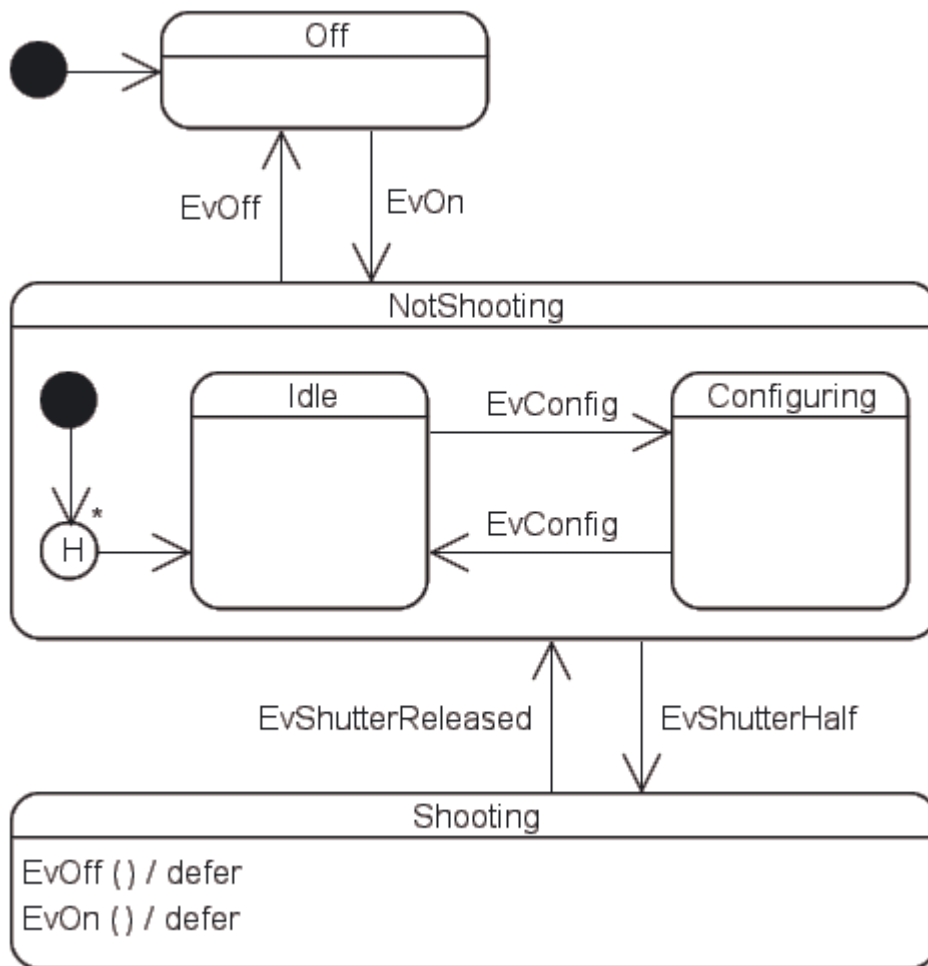 Off
EvOff
EvOn
NotShooting
Idle
EvConfig
Configuring
EvConfig
*
H
EvShutterReleased
EvShutterHalf
Shooting
EvOff () / defer
EvOn () / defer